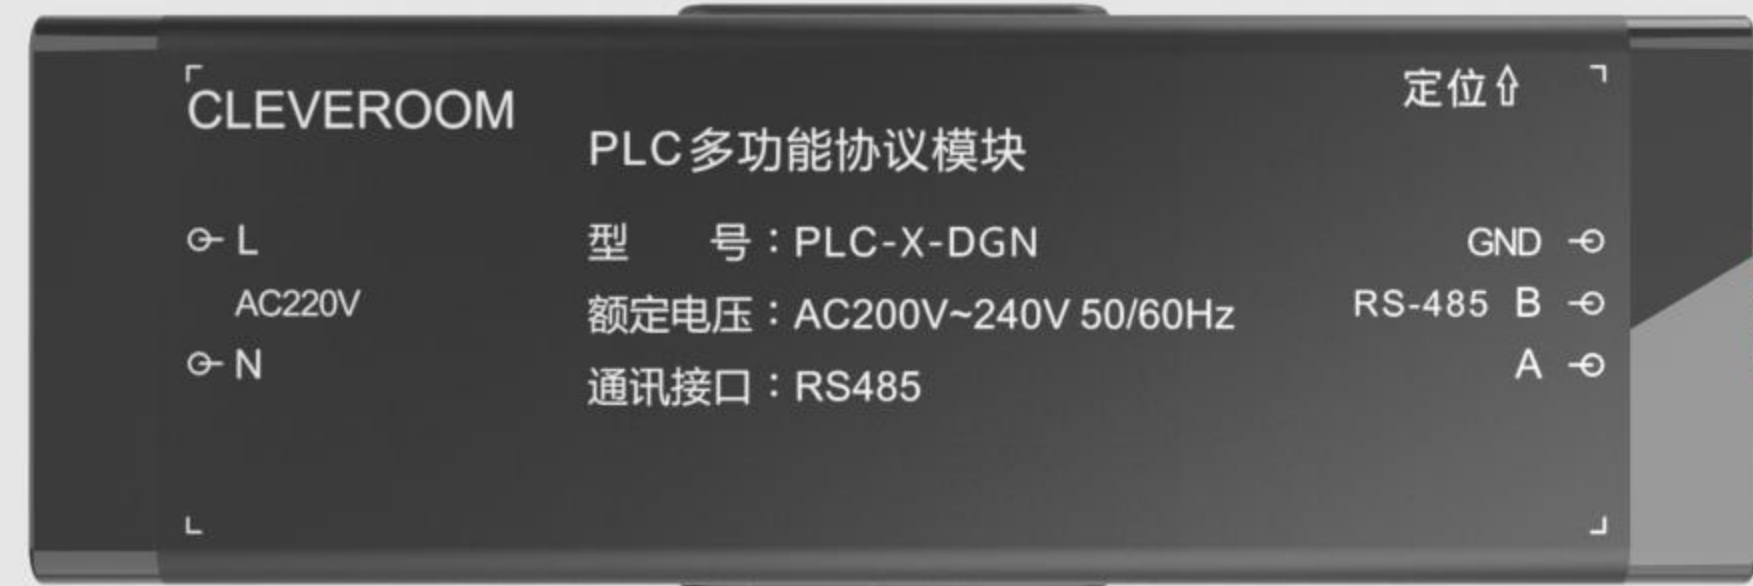 CLEVEROOM
定位⇧
PLC多功能协议模块
L
AC220V
N
型 号：PLC-X-DGN
额定电压：AC200V~240V 50/60Hz
通讯接口：RS485
GND
RS-485 B
A